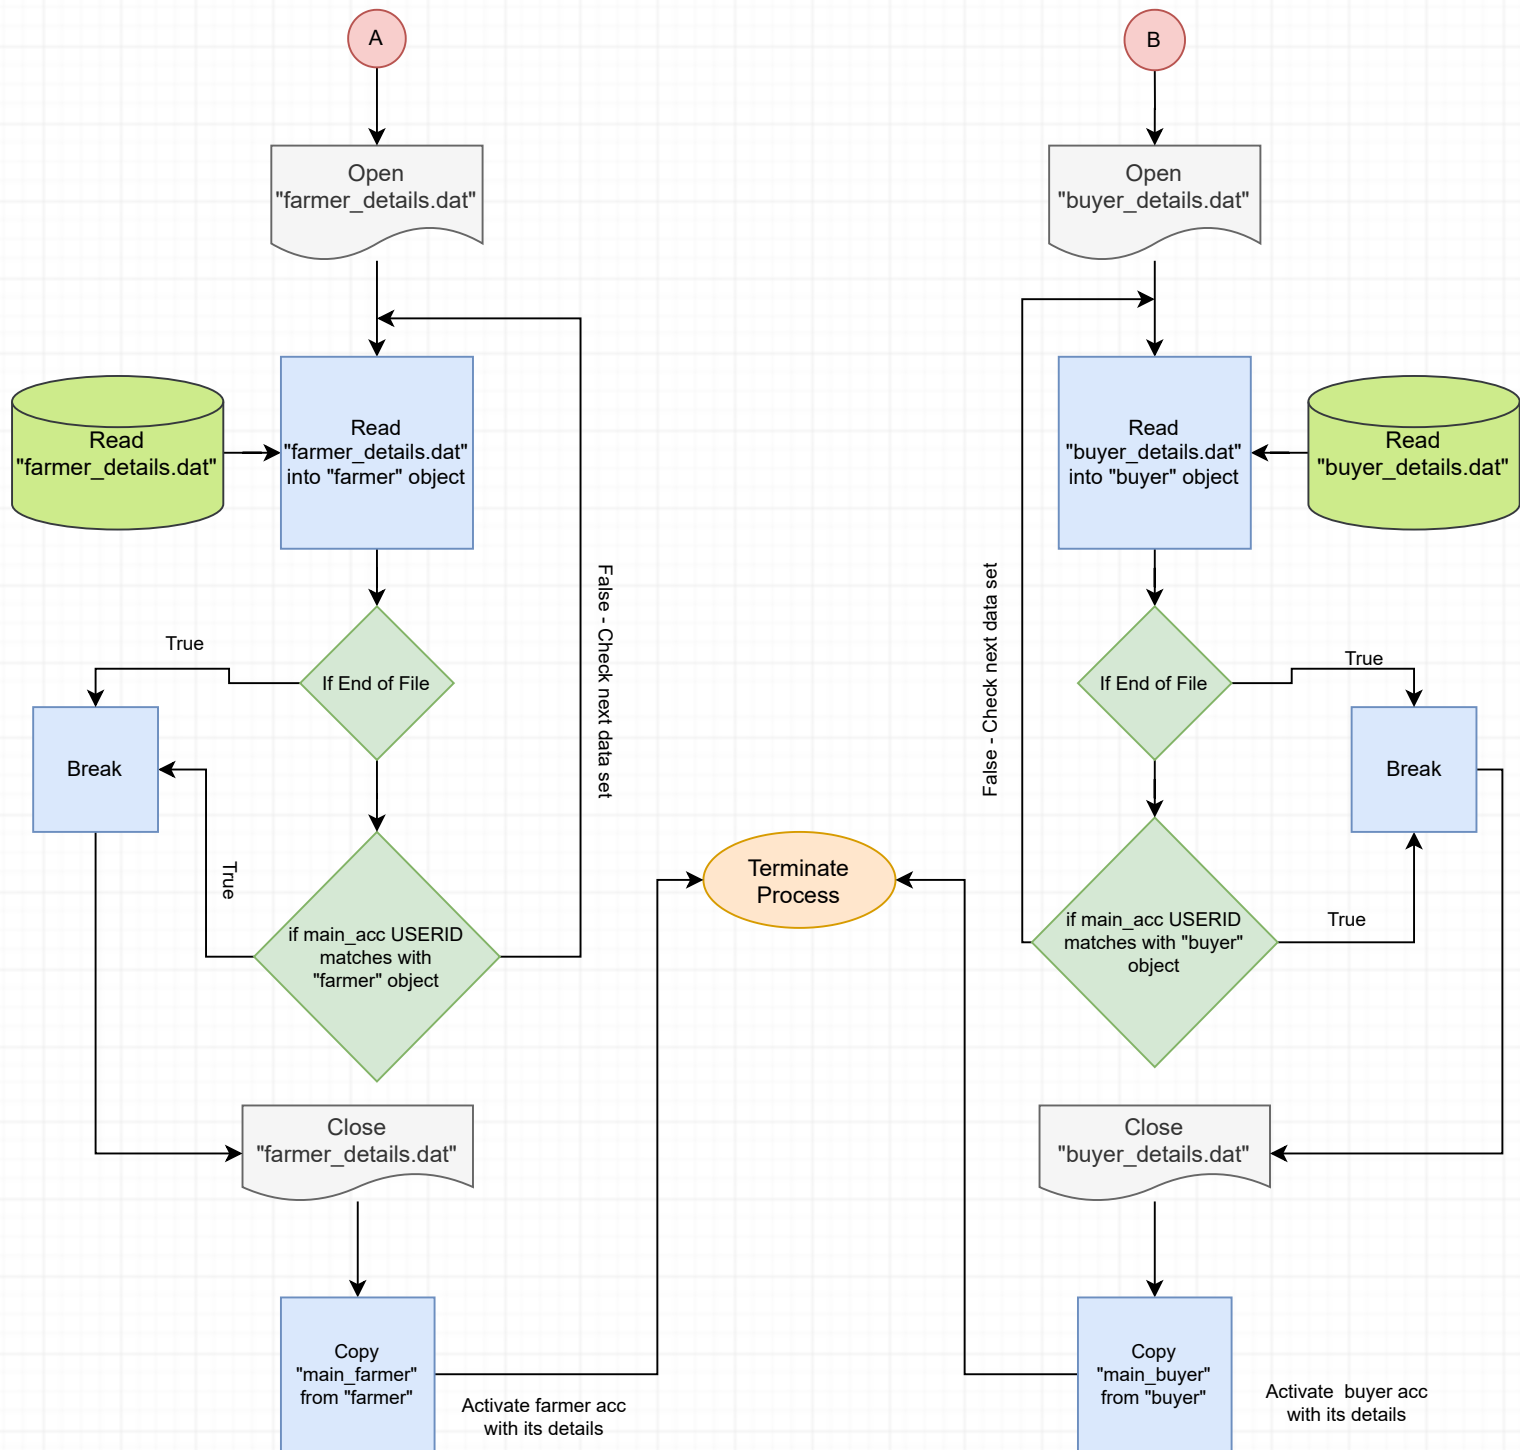 A
Open
"farmer_details.dat"
Read
"farmer_details.dat"
Read
"farmer_details.dat"
into "farmer" object
False - Check next data set
If End of File
True
Break
True
if main_acc USERID
matches with
"farmer" object
Close
"farmer_details.dat"
Copy
"main_farmer"
from "farmer"
Activate farmer acc
with its details
Terminate
Process
B
Open
"buyer_details.dat"
Read
"buyer_details.dat"
into "buyer" object
Read
"buyer_details.dat"
False - Check next data set
If End of File
True
Break
if main_acc USERID
matches with "buyer"
object
True
Close
"buyer_details.dat"
Copy
"main_buyer"
from "buyer"
Activate  buyer acc
with its details